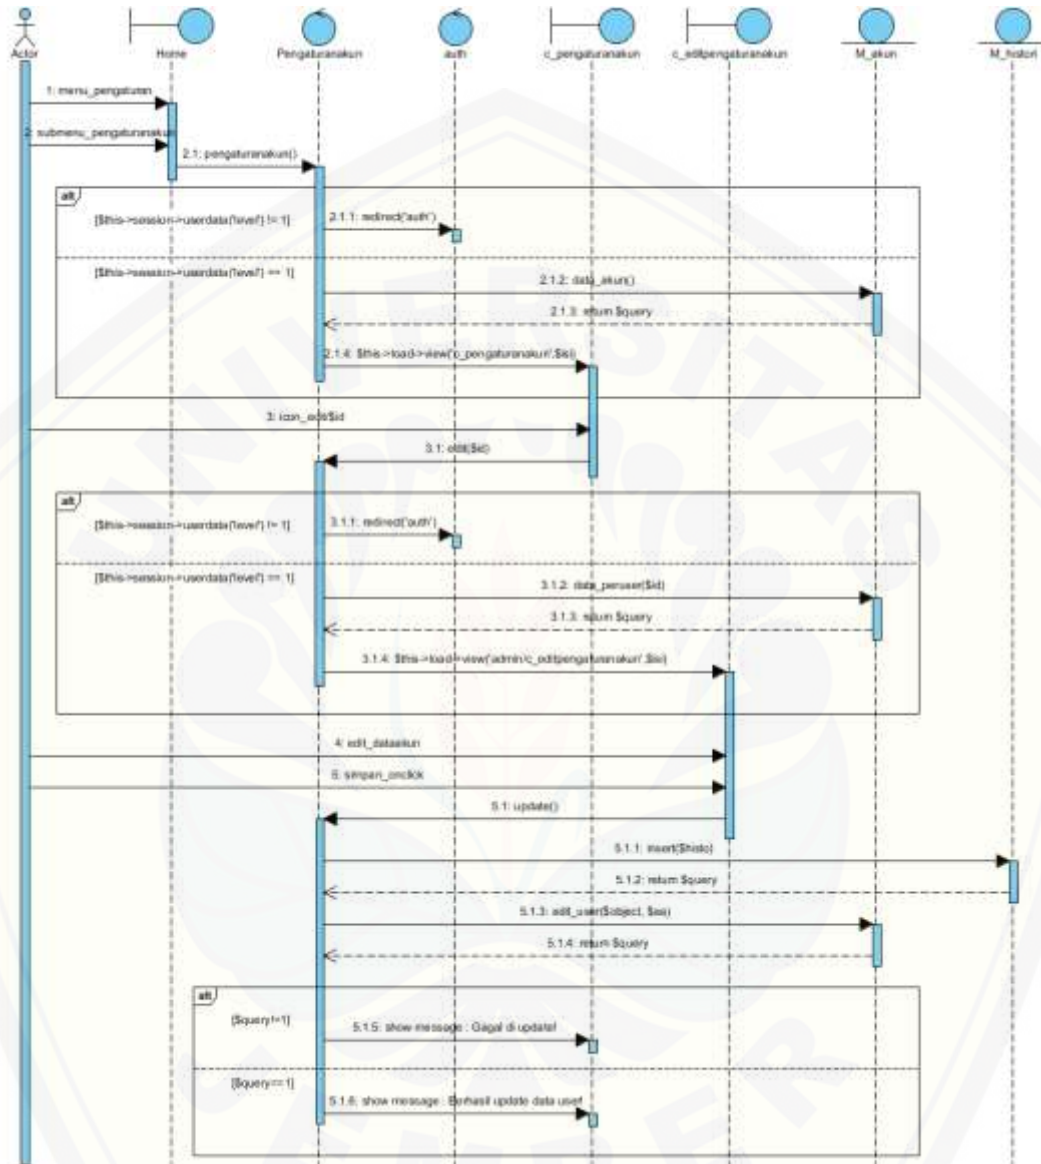 Actor
Home
Pengaturanakun
auth
c_pengaturanakun
c_editpengaturanakun
M_akun
M_histori
1: menu_pengaturan
2: submenu_pengaturanakun
2.1: pengaturanakun()
alt
[$this->session->userdata('level') != 1]
2.1.1: redirect('auth')
[$this->session->userdata('level') == 1]
2.1.2: data_akun()
2.1.3: return $query
2.1.4: $this->load->view('c_pengaturanakun',$isi)
3: icon_edit/$id
3.1: edit($id)
alt
[$this->session->userdata('level') != 1]
3.1.1: redirect('auth')
[$this->session->userdata('level') == 1]
3.1.2: data_peruser($id)
3.1.3: return $query
3.1.4: $this->load->view('admin/c_editpengaturanakun',$isi)
4: edit_dataakun
5: simpan_onclick
5.1: update()
5.1.1: insert($histo)
5.1.2: return $query
5.1.3: edit_user($object,
5.1.4: return $query
alt
[$query!=1]
5.1.5: show message : Gagal di update!
[$query==1]
5.1.6: show message : Berhasil update data user!
UNIVERSITAS
JEMBER